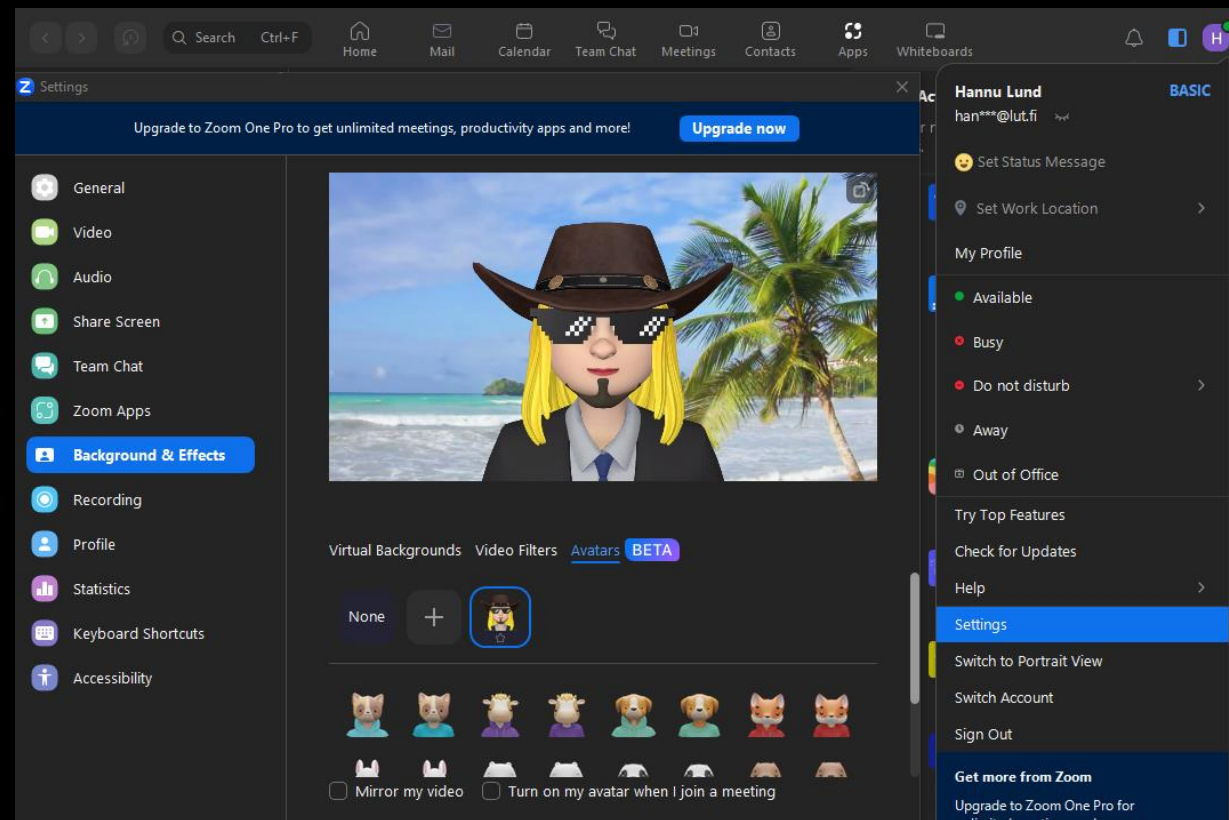 Search Ctrl+F
Home
Mail
Calendar
Team Chat
Meetings
Contacts
Apps
Whiteboards
H
Settings
Upgrade to Zoom One Pro to get unlimited meetings, productivity apps and more!
Upgrade now
General
Video
Audio
Share Screen
Team Chat
Zoom Apps
Background & Effects
Recording
Profile
Statistics
Keyboard Shortcuts
Accessibility
Virtual Backgrounds Video Filters Avatars BETA
None
Mirror my video Turn on my avatar when I join a meeting
Ac
Hannu Lund BASIC
han***@lut.fi
Set Status Message
Set Work Location
My Profile
Available
Busy
Do not disturb
Away
Out of Office
Try Top Features
Check for Updates
Help
Settings
Switch to Portrait View
Switch Account
Sign Out
Get more from Zoom
Upgrade to Zoom One Pro for